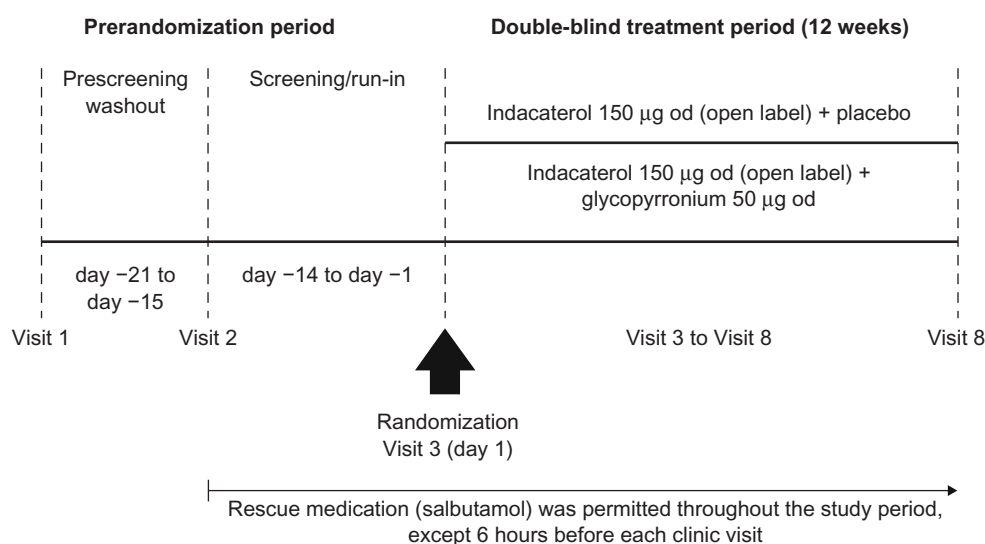 Prerandomization period
Double-blind treatment period (12 weeks)
Prescreening
washout
Screening/run-in
Indacaterol 150 μg od (open label) + placebo
Indacaterol 150 μg od (open label) +
glycopyrronium 50 μg od
day −21 to
day −15
day −14 to day −1
Visit 1
Visit 2
Visit 3 to Visit 8
Visit 8
Randomization
Visit 3 (day 1)
Rescue medication (salbutamol) was permitted throughout the study period,
except 6 hours before each clinic visit